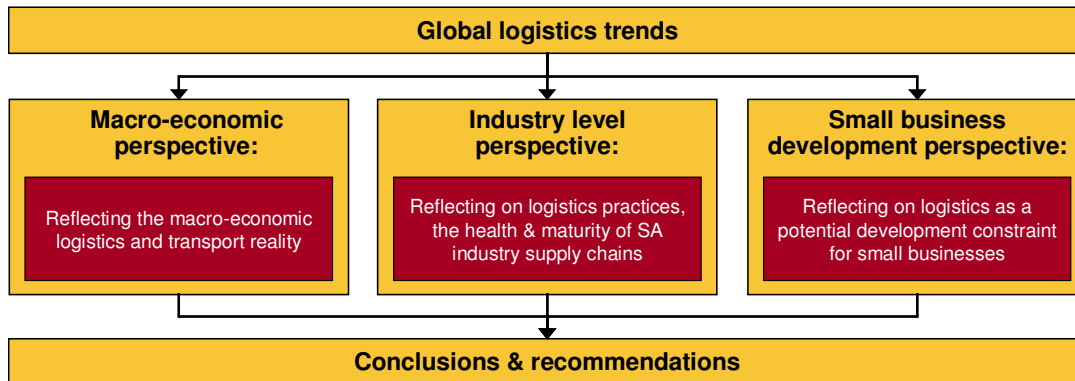 Global logistics trends
Macro-economic
perspective:
Reflecting the macro-economic
logistics and transport reality
Industry level
perspective:
Reflecting on logistics practices,
the health & maturity of SA
industry supply chains
Small business
development perspective:
Reflecting on logistics as a
potential development constraint
for small businesses
Conclusions & recommendations